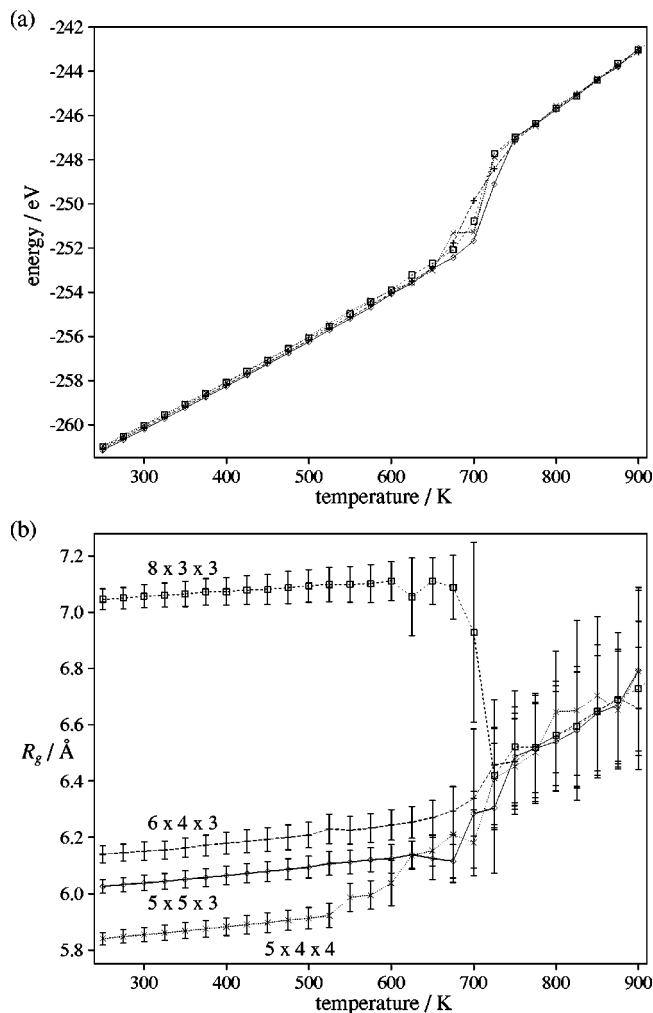 (a)
-242
-244
-246
-248
-250
-252
-254
-256
-258
-260
energy / eV
300 400 500 600 700 800 900
temperature / K
(b)
7.2
7.0
6.8
6.6
6.4
6.2
6.0
5.8
R_g / Å
8 x 3 x 3
6 x 4 x 3
5 x 5 x 3
5 x 4 x 4
300 400 500 600 700 800 900
temperature / K